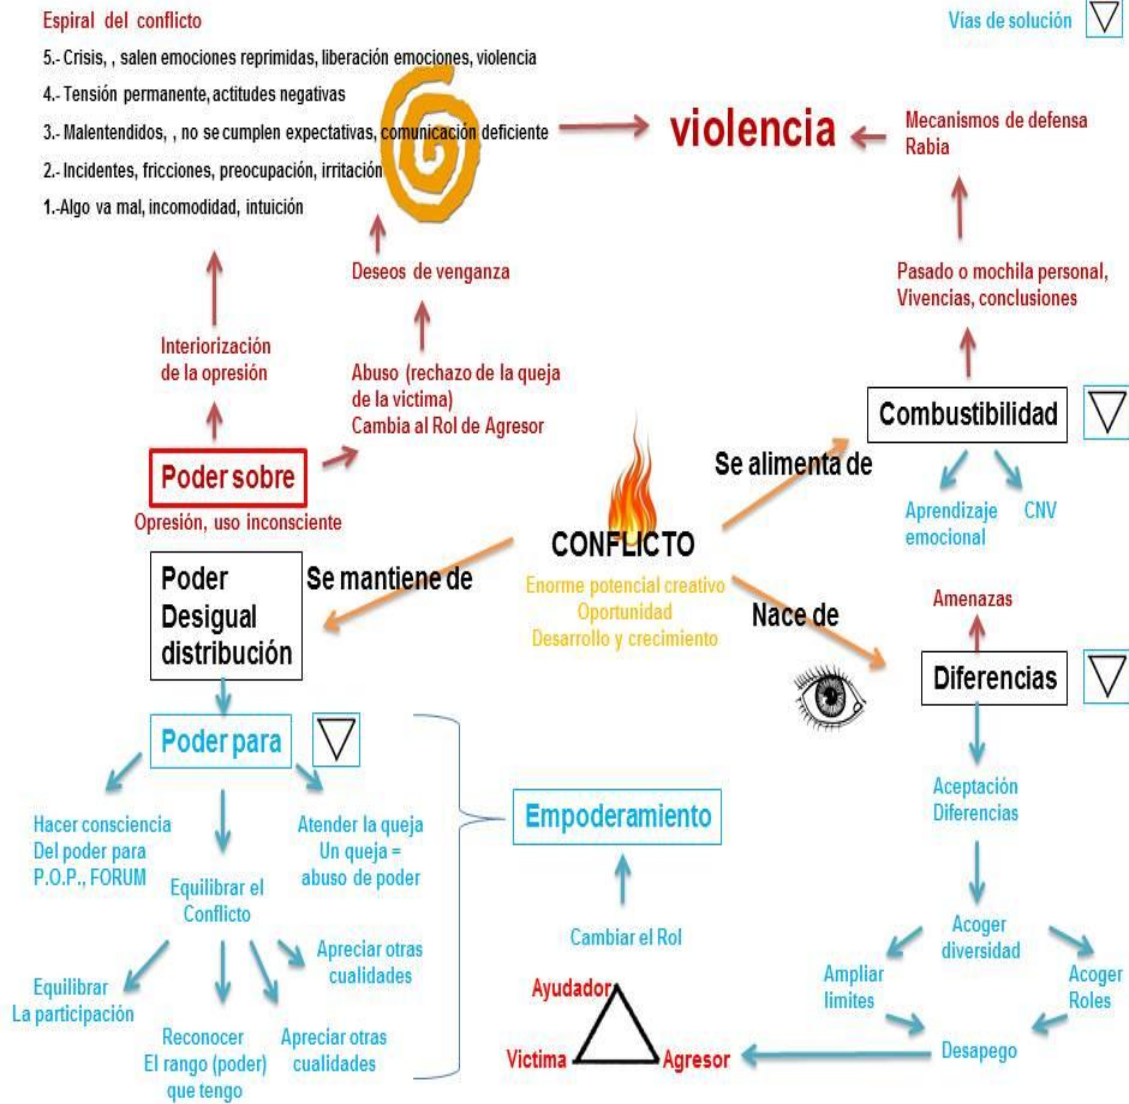 Espiral del conflicto
5.- Crisis, , salen emociones reprimidas, liberación emociones, violencia
4.- Tensión permanente, actitudes negativas
3.- Malentendidos, , no se cumplen expectativas, comunicación deficiente
2.- Incidentes, fricciones, preocupación, irritación
1.-Algo va mal, incomodidad, intuición
Vías de solución
violencia
Mecanismos de defensa
Rabia
Pasado o mochila personal,
Vivencias, conclusiones
Deseos de venganza
Interiorización
de la opresión
Abuso (rechazo de la queja
de la victima)
Cambia al Rol de Agresor
Poder sobre
Opresión, uso inconsciente
Combustibilidad
Aprendizaje
emocional
CNV
Se alimenta de
CONFLICTO
Enorme potencial creativo
Oportunidad
Desarrollo y crecimiento
Se mantiene de
Poder
Desigual
distribución
Nace de
Amenazas
Diferencias
Poder para
Hacer consciencia
Del poder para
P.O.P., FORUM
Equilibrar el
Conflicto
Atender la queja
Un queja =
abuso de poder
Equilibrar
La participación
Reconocer
El rango (poder)
que tengo
Apreciar otras
cualidades
Apreciar otras
cualidades
Empoderamiento
Cambiar el Rol
Ayudador
Victima
Agresor
Aceptación
Diferencias
Acoger
diversidad
Ampliar
limites
Acoger
Roles
Desapego